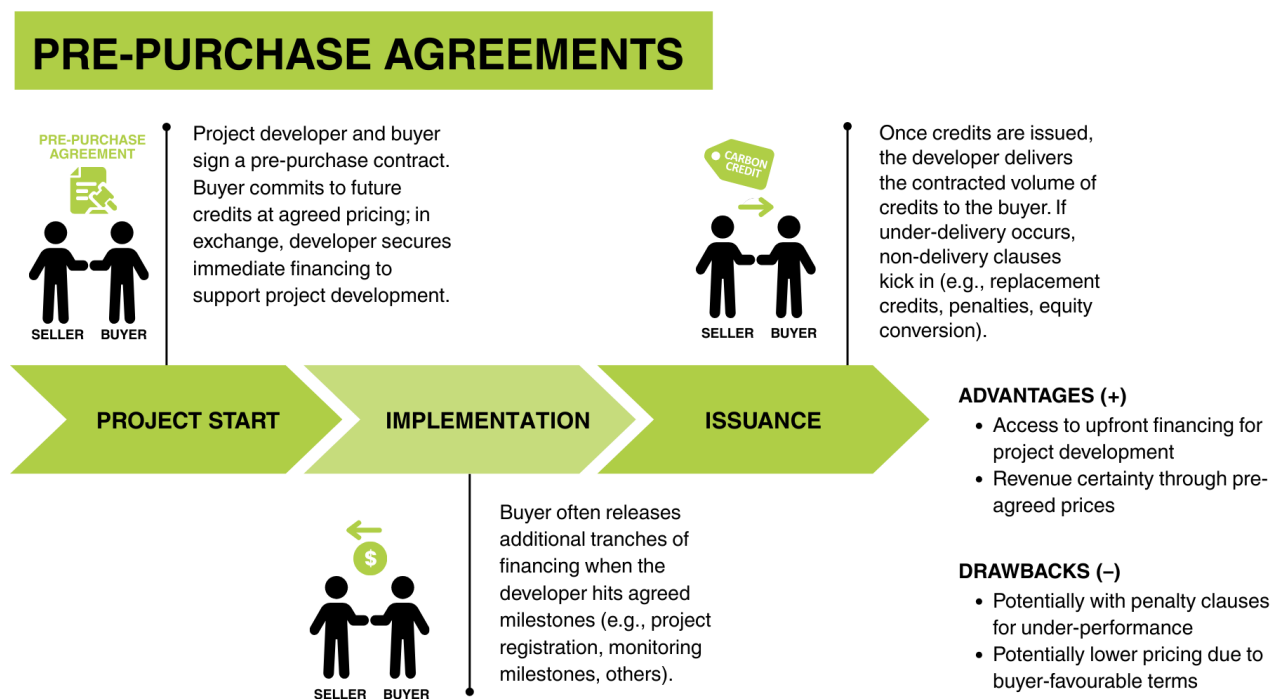 PRE-PURCHASE AGREEMENTS
PRE-PURCHASE
AGREEMENT
SELLER
BUYER
Project developer and buyer
sign a pre-purchase contract.
Buyer commits to future
credits at agreed pricing; in
exchange, developer secures
immediate financing to
support project development.
CARBON
CREDIT
SELLER
BUYER
Once credits are issued,
the developer delivers
the contracted volume of
credits to the buyer. If
under-delivery occurs,
non-delivery clauses
kick in (e.g., replacement
credits, penalties, equity
conversion).
PROJECT START
IMPLEMENTATION
ISSUANCE
$
SELLER
BUYER
Buyer often releases
additional tranches of
financing when the
developer hits agreed
milestones (e.g., project
registration, monitoring
milestones, others).
ADVANTAGES (+)
• Access to upfront financing for
project development
• Revenue certainty through pre-
agreed prices
DRAWBACKS (–)
• Potentially with penalty clauses
for under-performance
• Potentially lower pricing due to
buyer-favourable terms